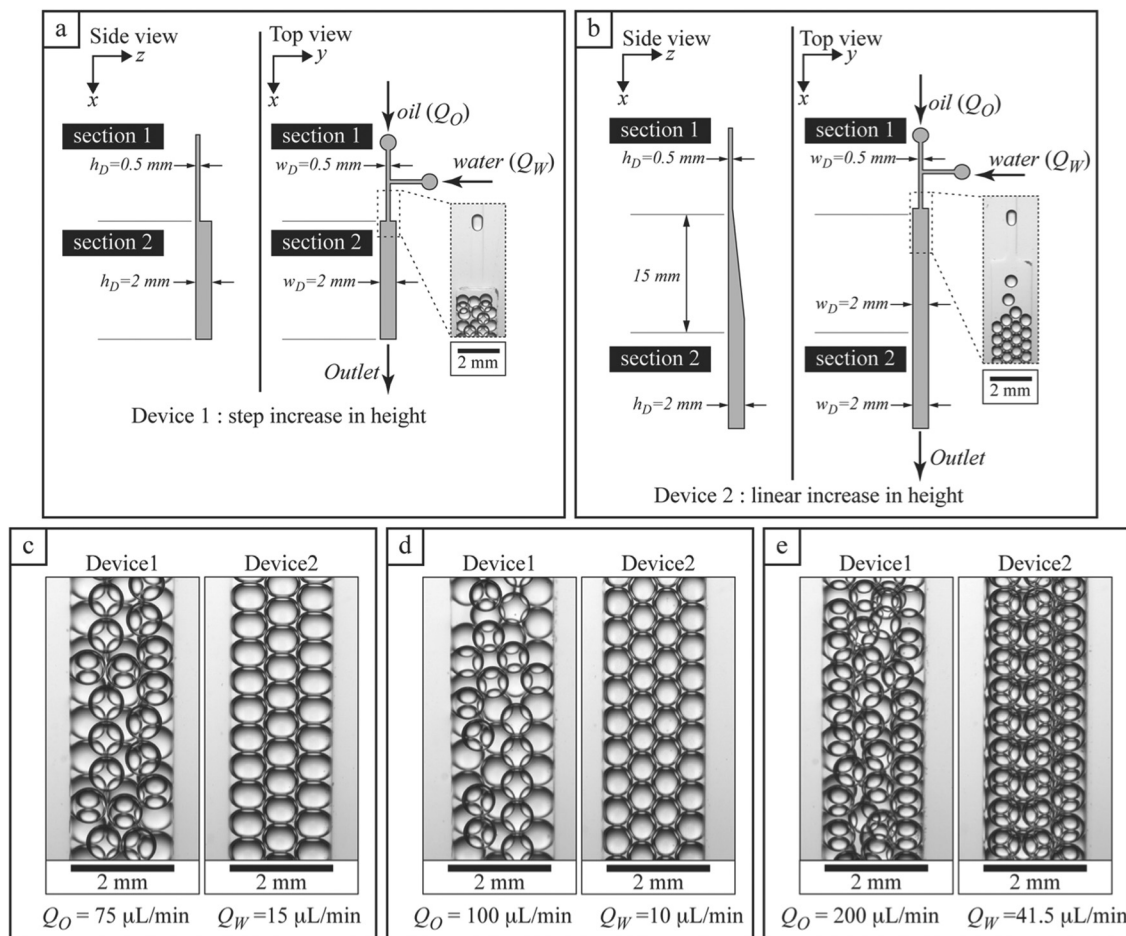 a
Side view
z
x
Top view
y
x
oil (Q_O)
section 1
section 1
h_D=0.5 mm
w_D=0.5 mm
water (Q_W)
section 2
section 2
h_D=2 mm
w_D=2 mm
2 mm
Outlet
Device 1 : step increase in height
b
Side view
z
x
Top view
y
x
oil (Q_O)
section 1
section 1
h_D=0.5 mm
w_D=0.5 mm
water (Q_W)
15 mm
w_D=2 mm
section 2
section 2
2 mm
h_D=2 mm
w_D=2 mm
Outlet
Device 2 : linear increase in height
c
Device1
Device2
2 mm
2 mm
Q_O = 75 μL/min
Q_W =15 μL/min
d
Device1
Device2
2 mm
2 mm
Q_O = 100 μL/min
Q_W =10 μL/min
e
Device1
Device2
2 mm
2 mm
Q_O = 200 μL/min
Q_W =41.5 μL/min